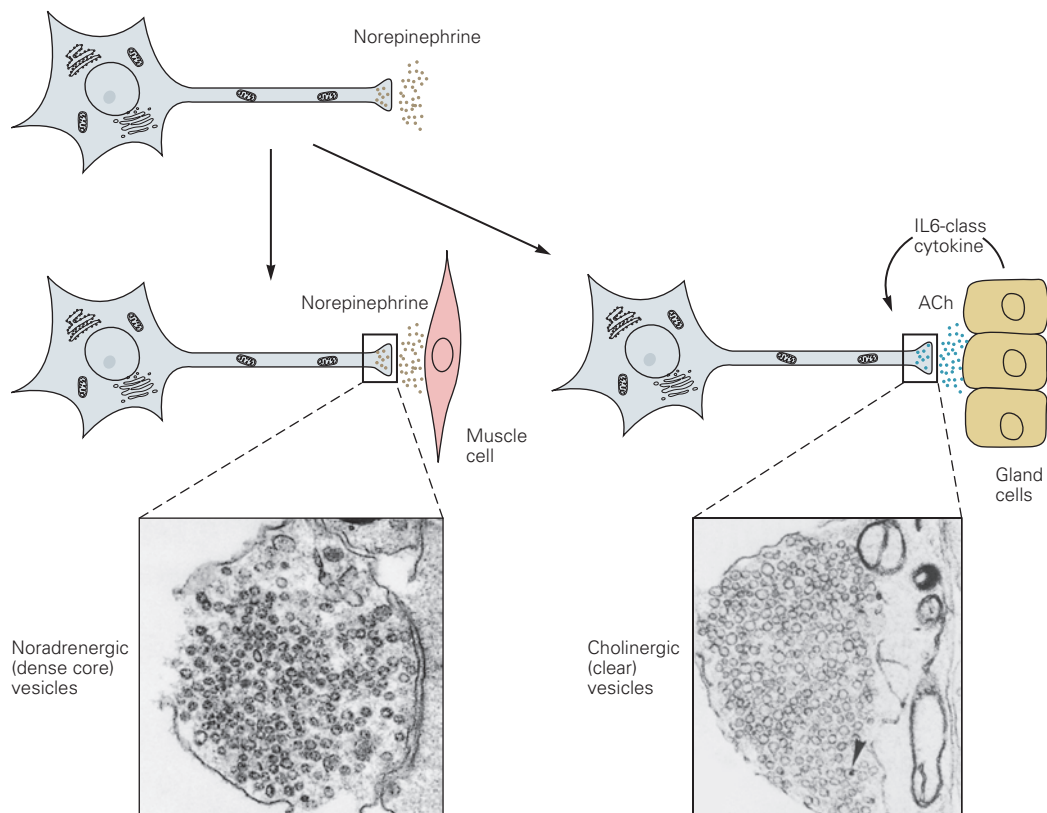 Norepinephrine
IL6-class
cytokine
Norepinephrine
ACh
Muscle
cell
Gland
cells
Noradrenergic
(dense core)
vesicles
Cholinergic
(clear)
vesicles